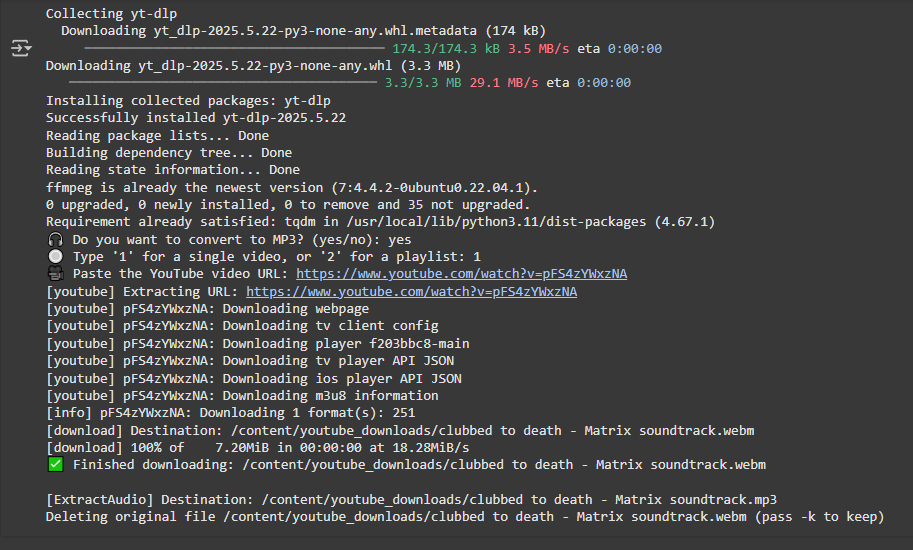 Collecting yt-dlp
Downloading yt_dlp-2025.5.22-py3-none-any.whl.metadata (174 kB)
174.3/174.3 kB 3.5 MB/s eta 0:00:00
Downloading yt_dlp-2025.5.22-py3-none-any.whl (3.3 MB)
3.3/3.3 MB 29.1 MB/s eta 0:00:00
Installing collected packages: yt-dlp
Successfully installed yt-dlp-2025.5.22
Reading package lists... Done
Building dependency tree... Done
Reading state information... Done
ffmpeg is already the newest version (7:4.4.2-0ubuntu0.22.04.1).
0 upgraded, 0 newly installed, 0 to remove and 35 not upgraded.
Requirement already satisfied: tqdm in /usr/local/lib/python3.11/dist-packages (4.67.1)
🎧 Do you want to convert to MP3? (yes/no): yes
🔘 Type '1' for a single video, or '2' for a playlist: 1
🎥 Paste the YouTube video URL: https://www.youtube.com/watch?v=pFS4zYWxzNA
[youtube] Extracting URL: https://www.youtube.com/watch?v=pFS4zYWxzNA
[youtube] pFS4zYWxzNA: Downloading webpage
[youtube] pFS4zYWxzNA: Downloading tv client config
[youtube] pFS4zYWxzNA: Downloading player f203bbc8-main
[youtube] pFS4zYWxzNA: Downloading tv player API JSON
[youtube] pFS4zYWxzNA: Downloading ios player API JSON
[youtube] pFS4zYWxzNA: Downloading m3u8 information
[info] pFS4zYWxzNA: Downloading 1 format(s): 251
[download] Destination: /content/youtube_downloads/clubbed to death - Matrix soundtrack.webm
[download] 100% of    7.20MiB in 00:00:00 at 18.28MiB/s
✅ Finished downloading: /content/youtube_downloads/clubbed to death - Matrix soundtrack.webm
[ExtractAudio] Destination: /content/youtube_downloads/clubbed to death - Matrix soundtrack.mp3
Deleting original file /content/youtube_downloads/clubbed to death - Matrix soundtrack.webm (pass -k to keep)